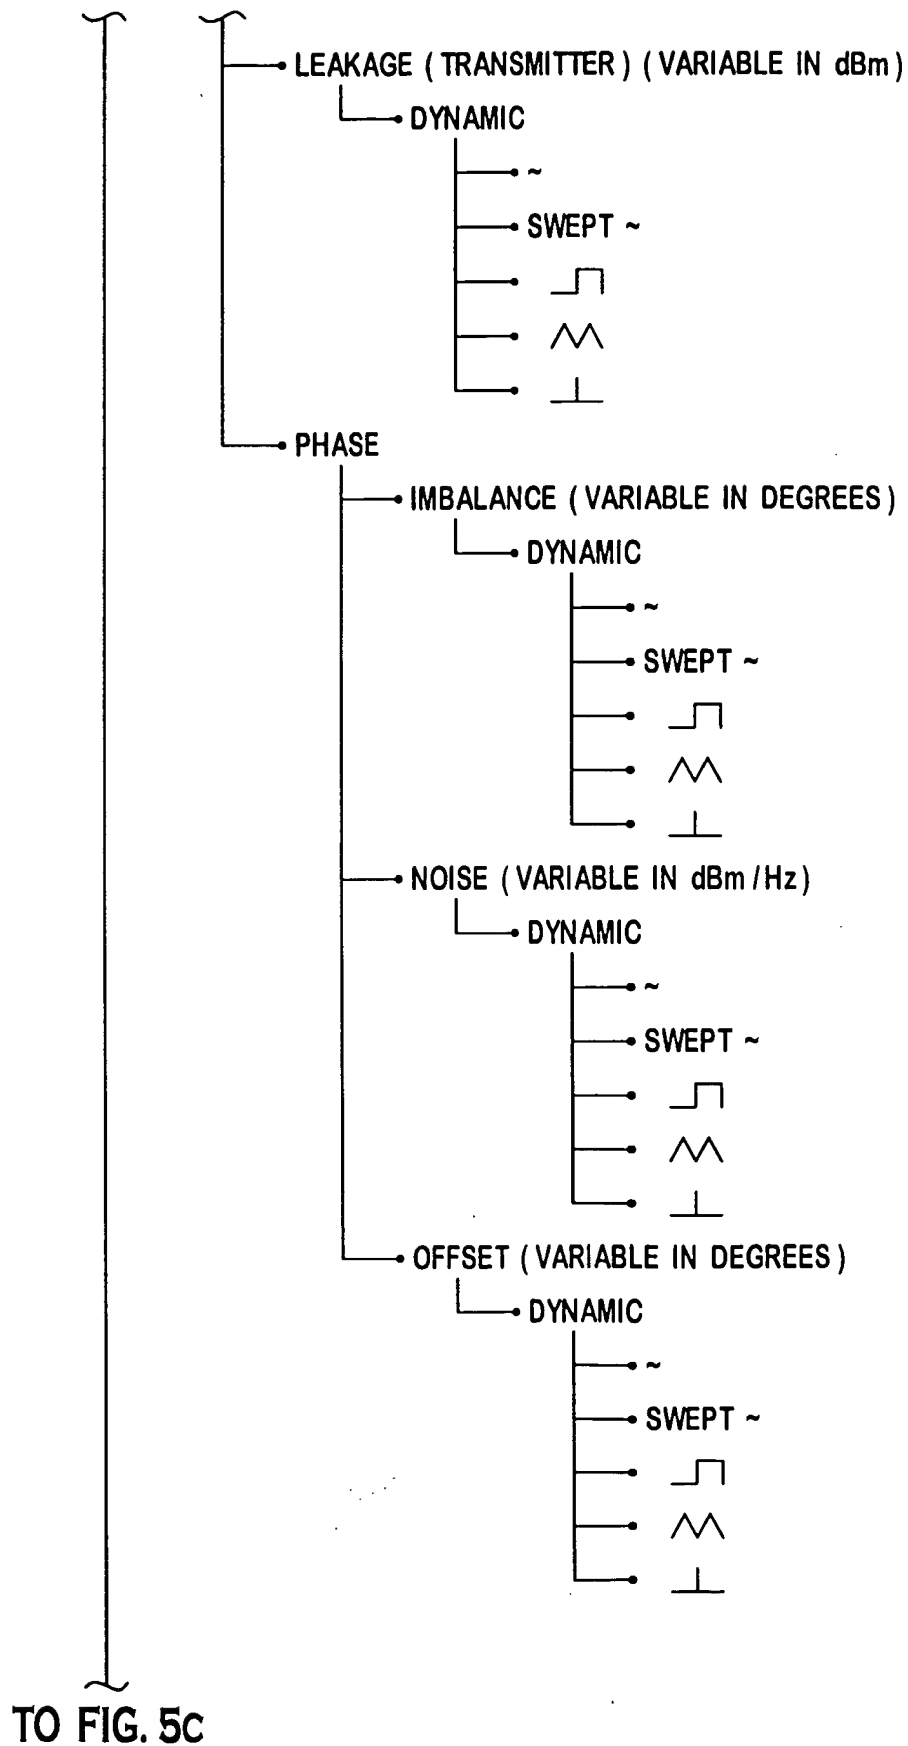 LEAKAGE (TRANSMITTER) (VARIABLE IN dBm)
DYNAMIC
~
SWEPT ~
PHASE
IMBALANCE (VARIABLE IN DEGREES)
DYNAMIC
~
SWEPT ~
NOISE (VARIABLE IN dBm/Hz)
DYNAMIC
~
SWEPT ~
OFFSET (VARIABLE IN DEGREES)
DYNAMIC
~
SWEPT ~
TO FIG. 5c